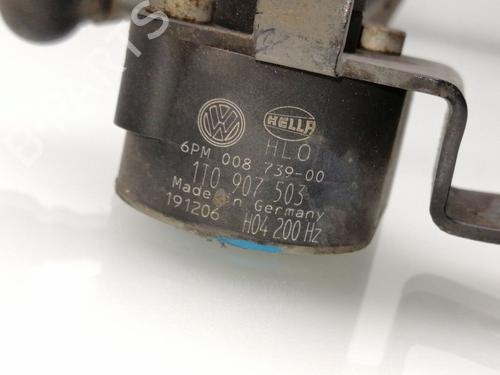 HELLA
HLO
6PM 008 739-00
1T0 907 503
Made in Germany
191206 H04 200 Hz